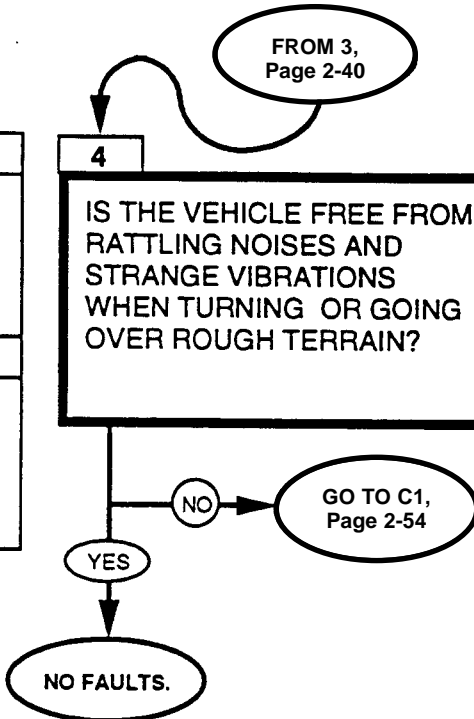 FROM 3,
Page 2-40
4
IS THE VEHICLE FREE FROM
RATTLING NOISES AND
STRANGE VIBRATIONS
WHEN TURNING OR GOING
OVER ROUGH TERRAIN?
NO
GO TO C1,
Page 2-54
YES
NO FAULTS.